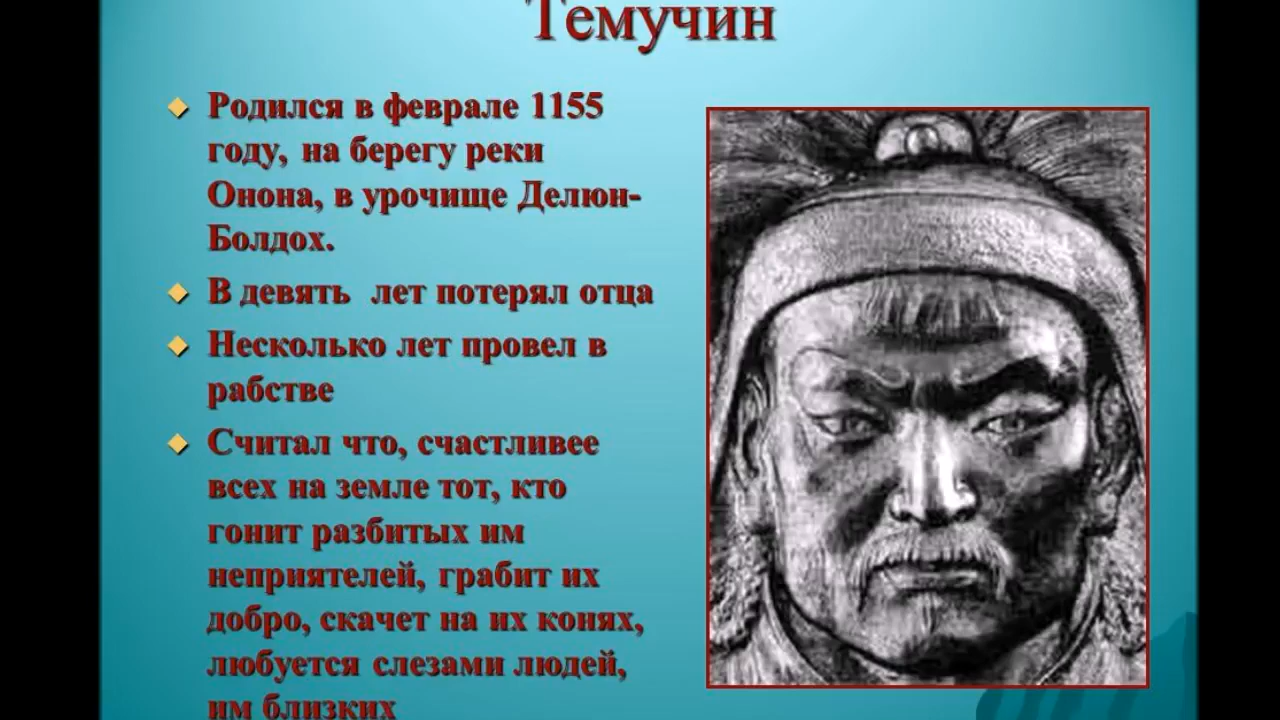 Темучин
Родился в феврале 1155
году, на берегу реки
Онона, в урочище Делюн-
Болдох.
В девять лет потерял отца
Несколько лет провел в
рабстве
Считал что, счастливее
всех на земле тот, кто
гонит разбитых им
неприятелей, грабит их
добро, скачет на их конях,
любуется слезами людей,
им близких